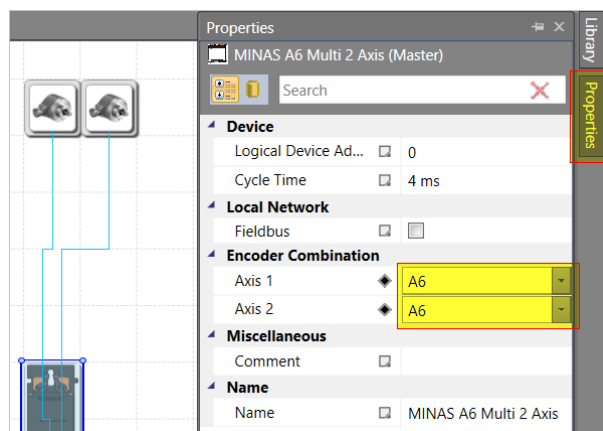 Properties
MINAS A6 Multi 2 Axis (Master)
Search
Device
Logical Device Ad... 0
Cycle Time 4 ms
Local Network
Fieldbus
Encoder Combination
Axis 1 A6
Axis 2 A6
Miscellaneous
Comment
Name
Name MINAS A6 Multi 2 Axis
Library
Properties